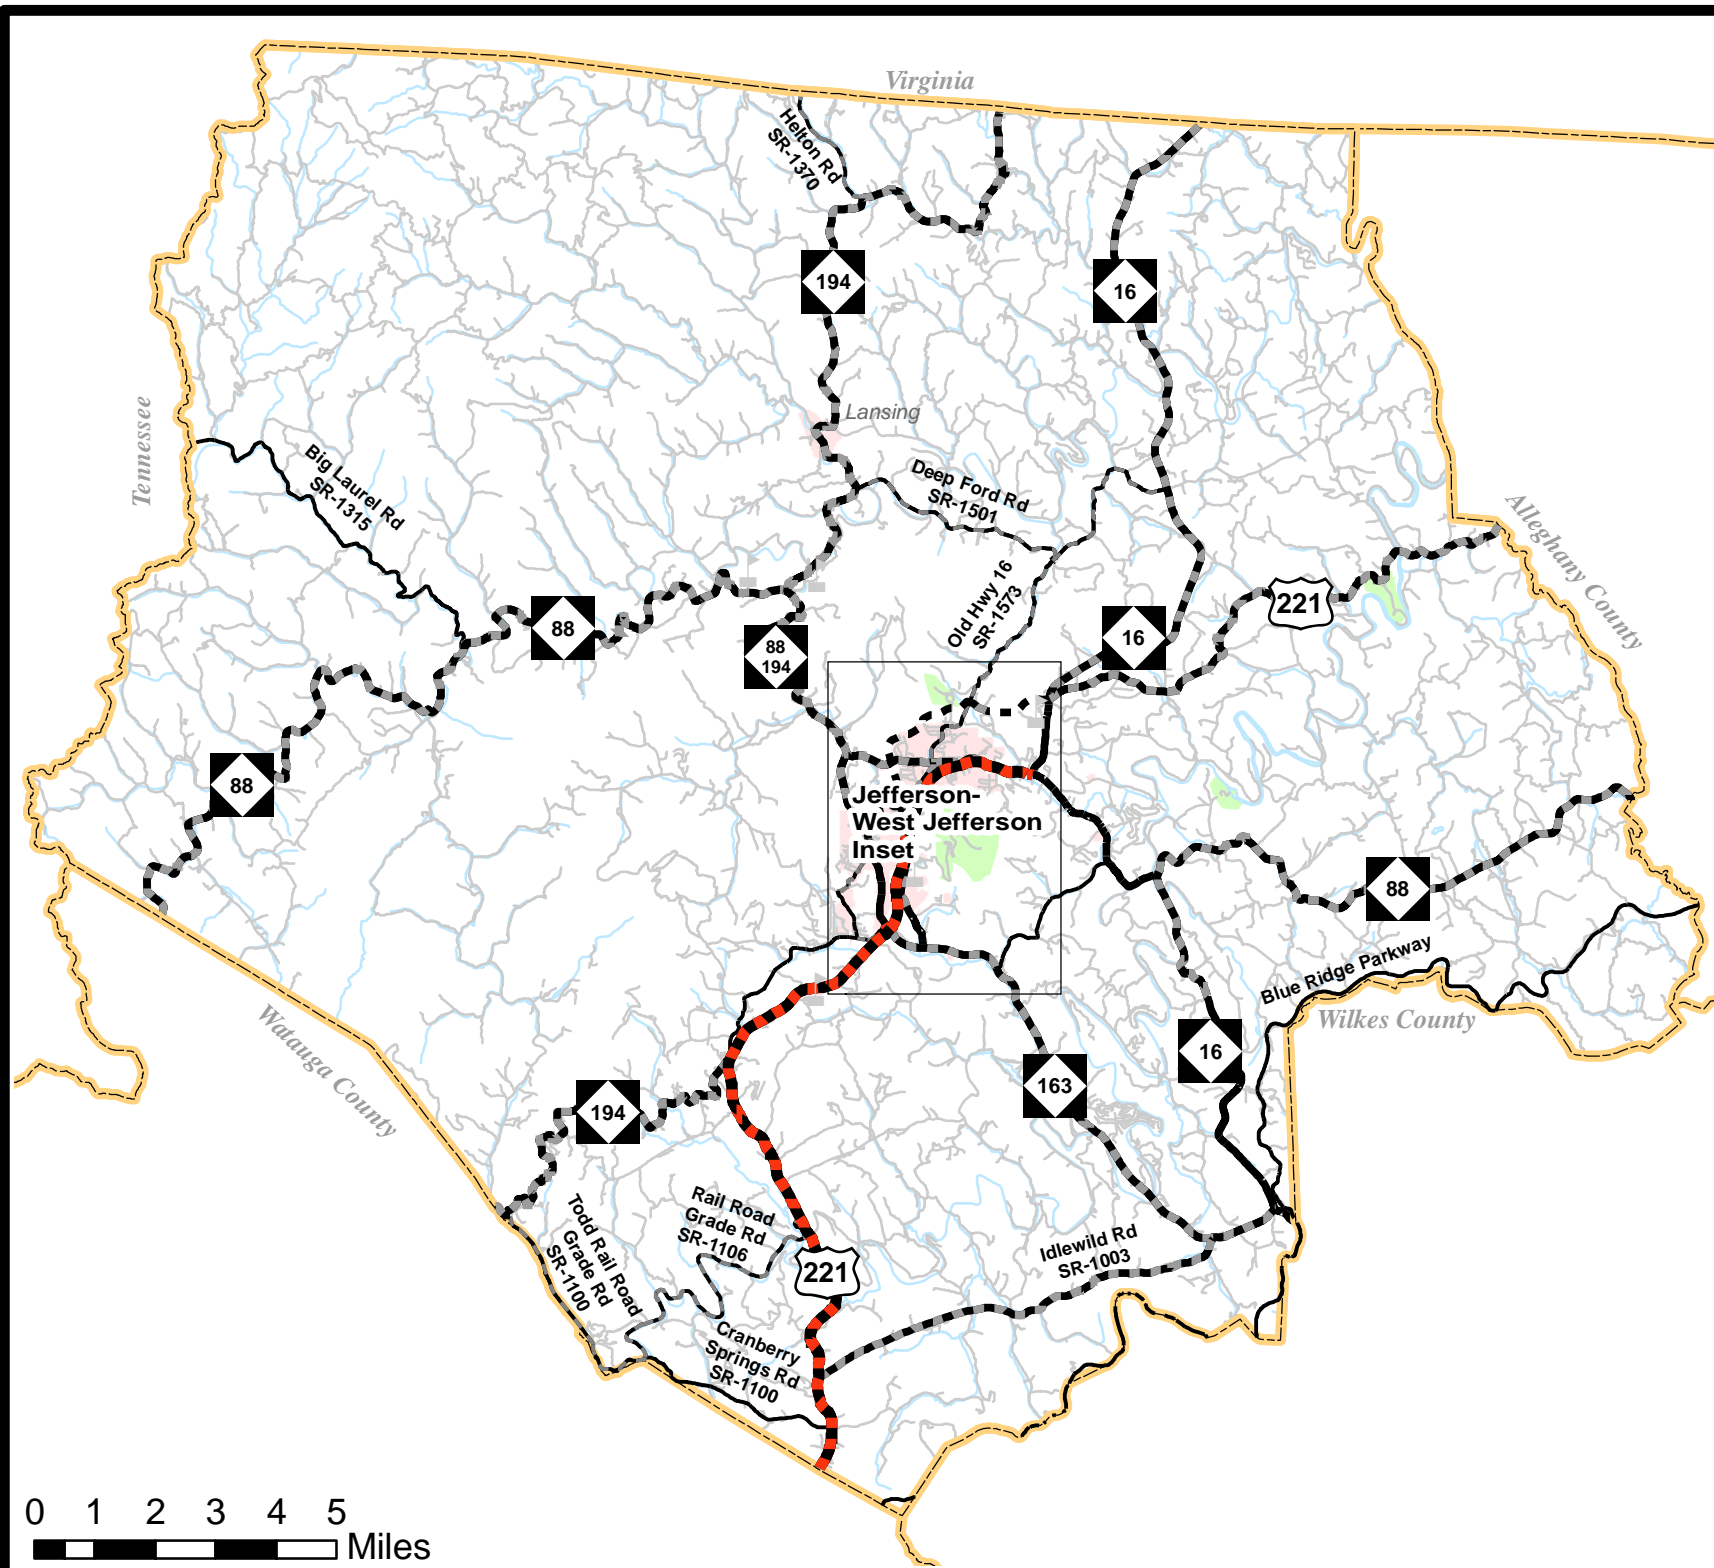 Virginia
Helton Rd
SR-1370
194
16
Lansing
Tennessee
Big Laurel Rd
SR-1315
Deep Ford Rd
SR-1501
Alleghany County
Old Hwy 16
SR-1573
221
88
16
88
194
88
Jefferson-
West Jefferson
Inset
88
Blue Ridge Parkway
Wilkes County
Watauga County
16
163
194
Rail Road
Grade Rd
SR-1106
Todd Rail Road
Grade Rd
SR-1100
Idlewild Rd
SR-1003
221
Cranberry
Springs Rd
SR-1100
0 1 2 3 4 5
Miles